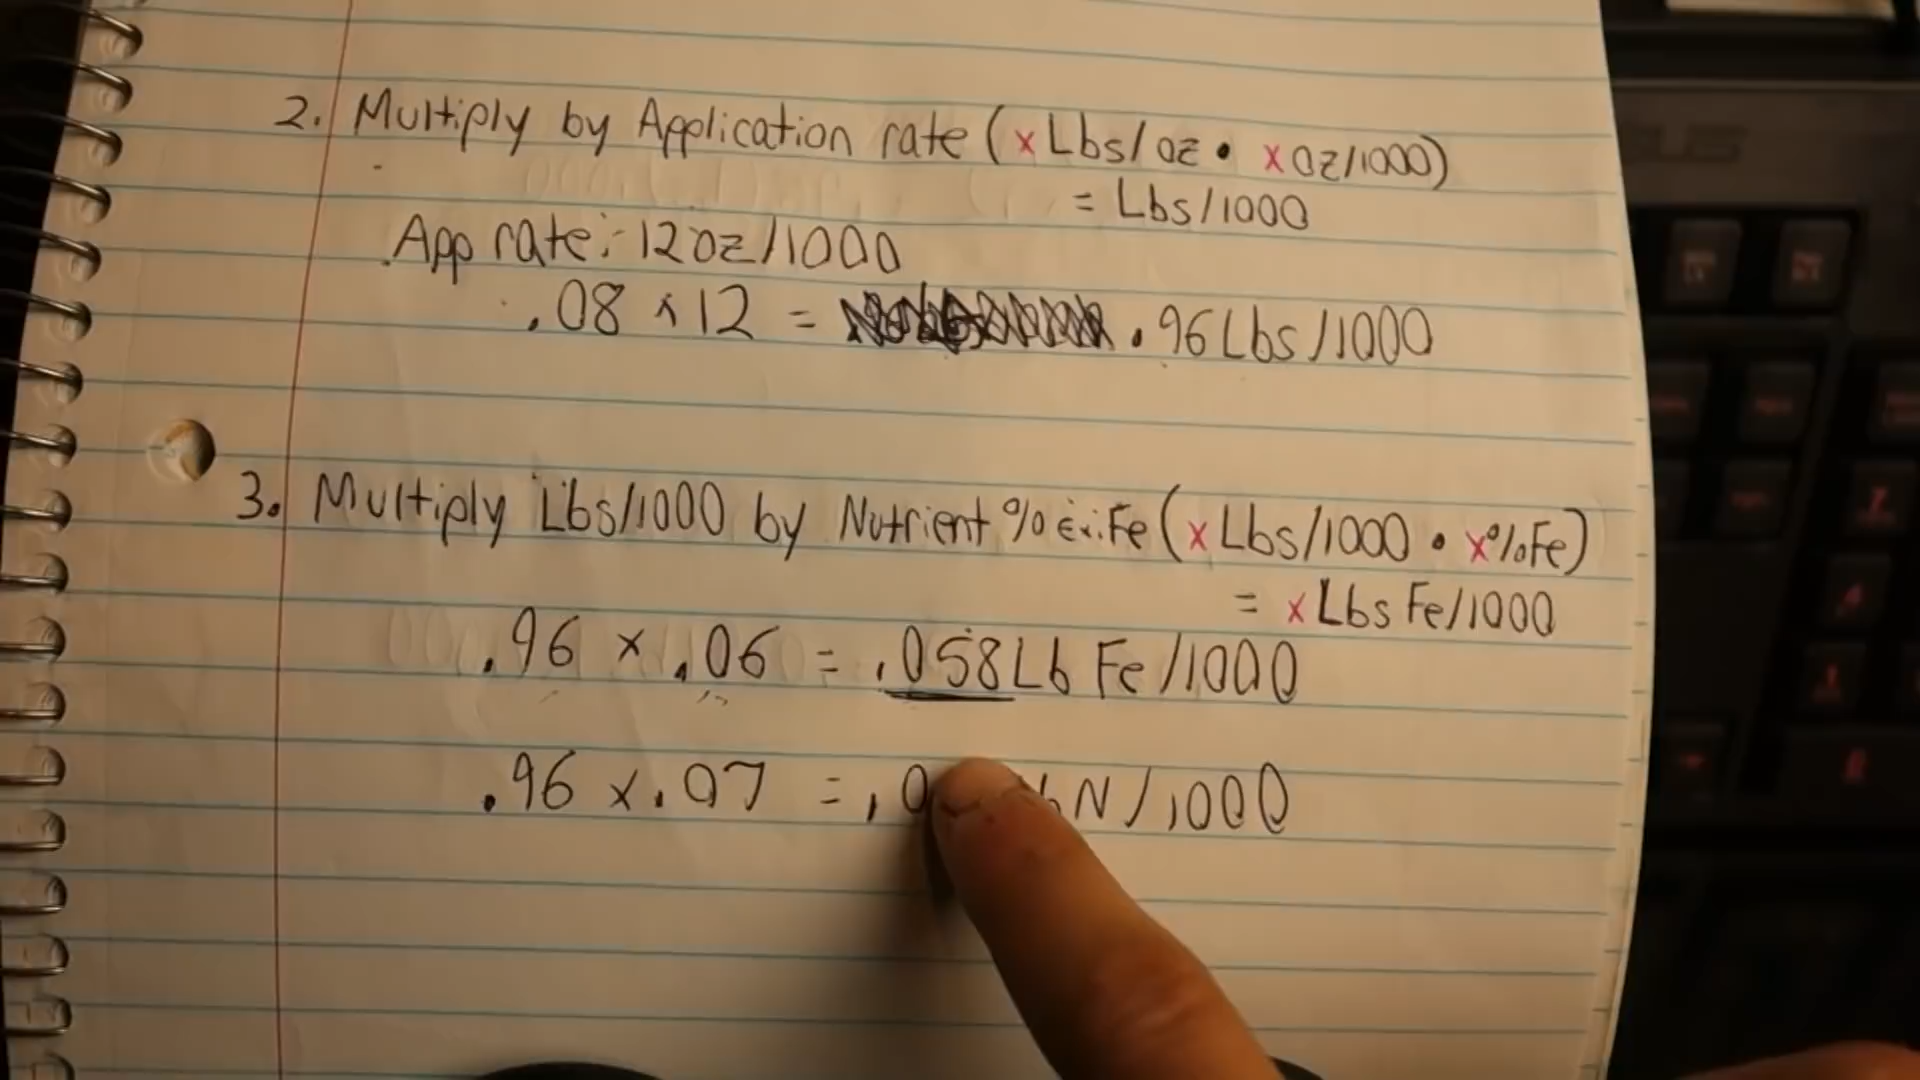 2. Multiply by Application rate (x Lbs/oz • x oz/1000)
= Lbs/1000
App rate: 12oz/1000
.08 x 12 = .96 Lbs/1000
3. Multiply Lbs/1000 by Nutrient % Ex: Fe (x Lbs/1000 • x% Fe)
= x Lbs Fe/1000
.96 x .06 = .058 Lb Fe/1000
.96 x .07 = .0 b N/1000